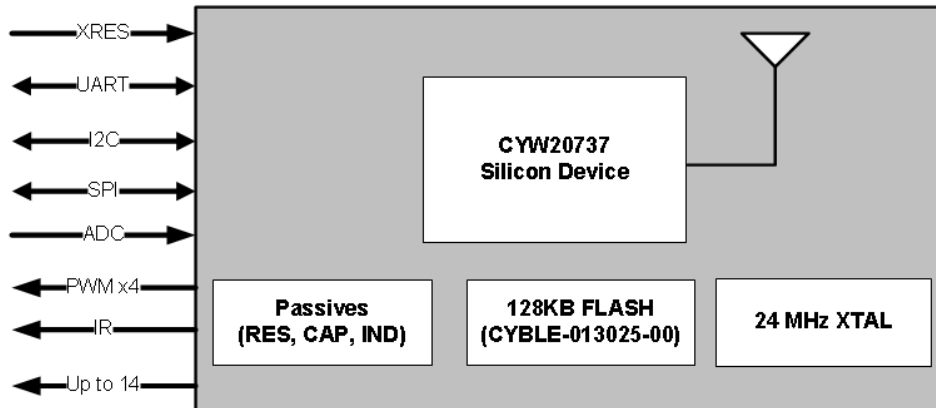 XRES
UART
I2C
SPI
ADC
PWM x4
IR
Up to 14
CYW20737
Silicon Device
Passives
(RES, CAP, IND)
128KB FLASH
(CYBLE-013025-00)
24 MHz XTAL